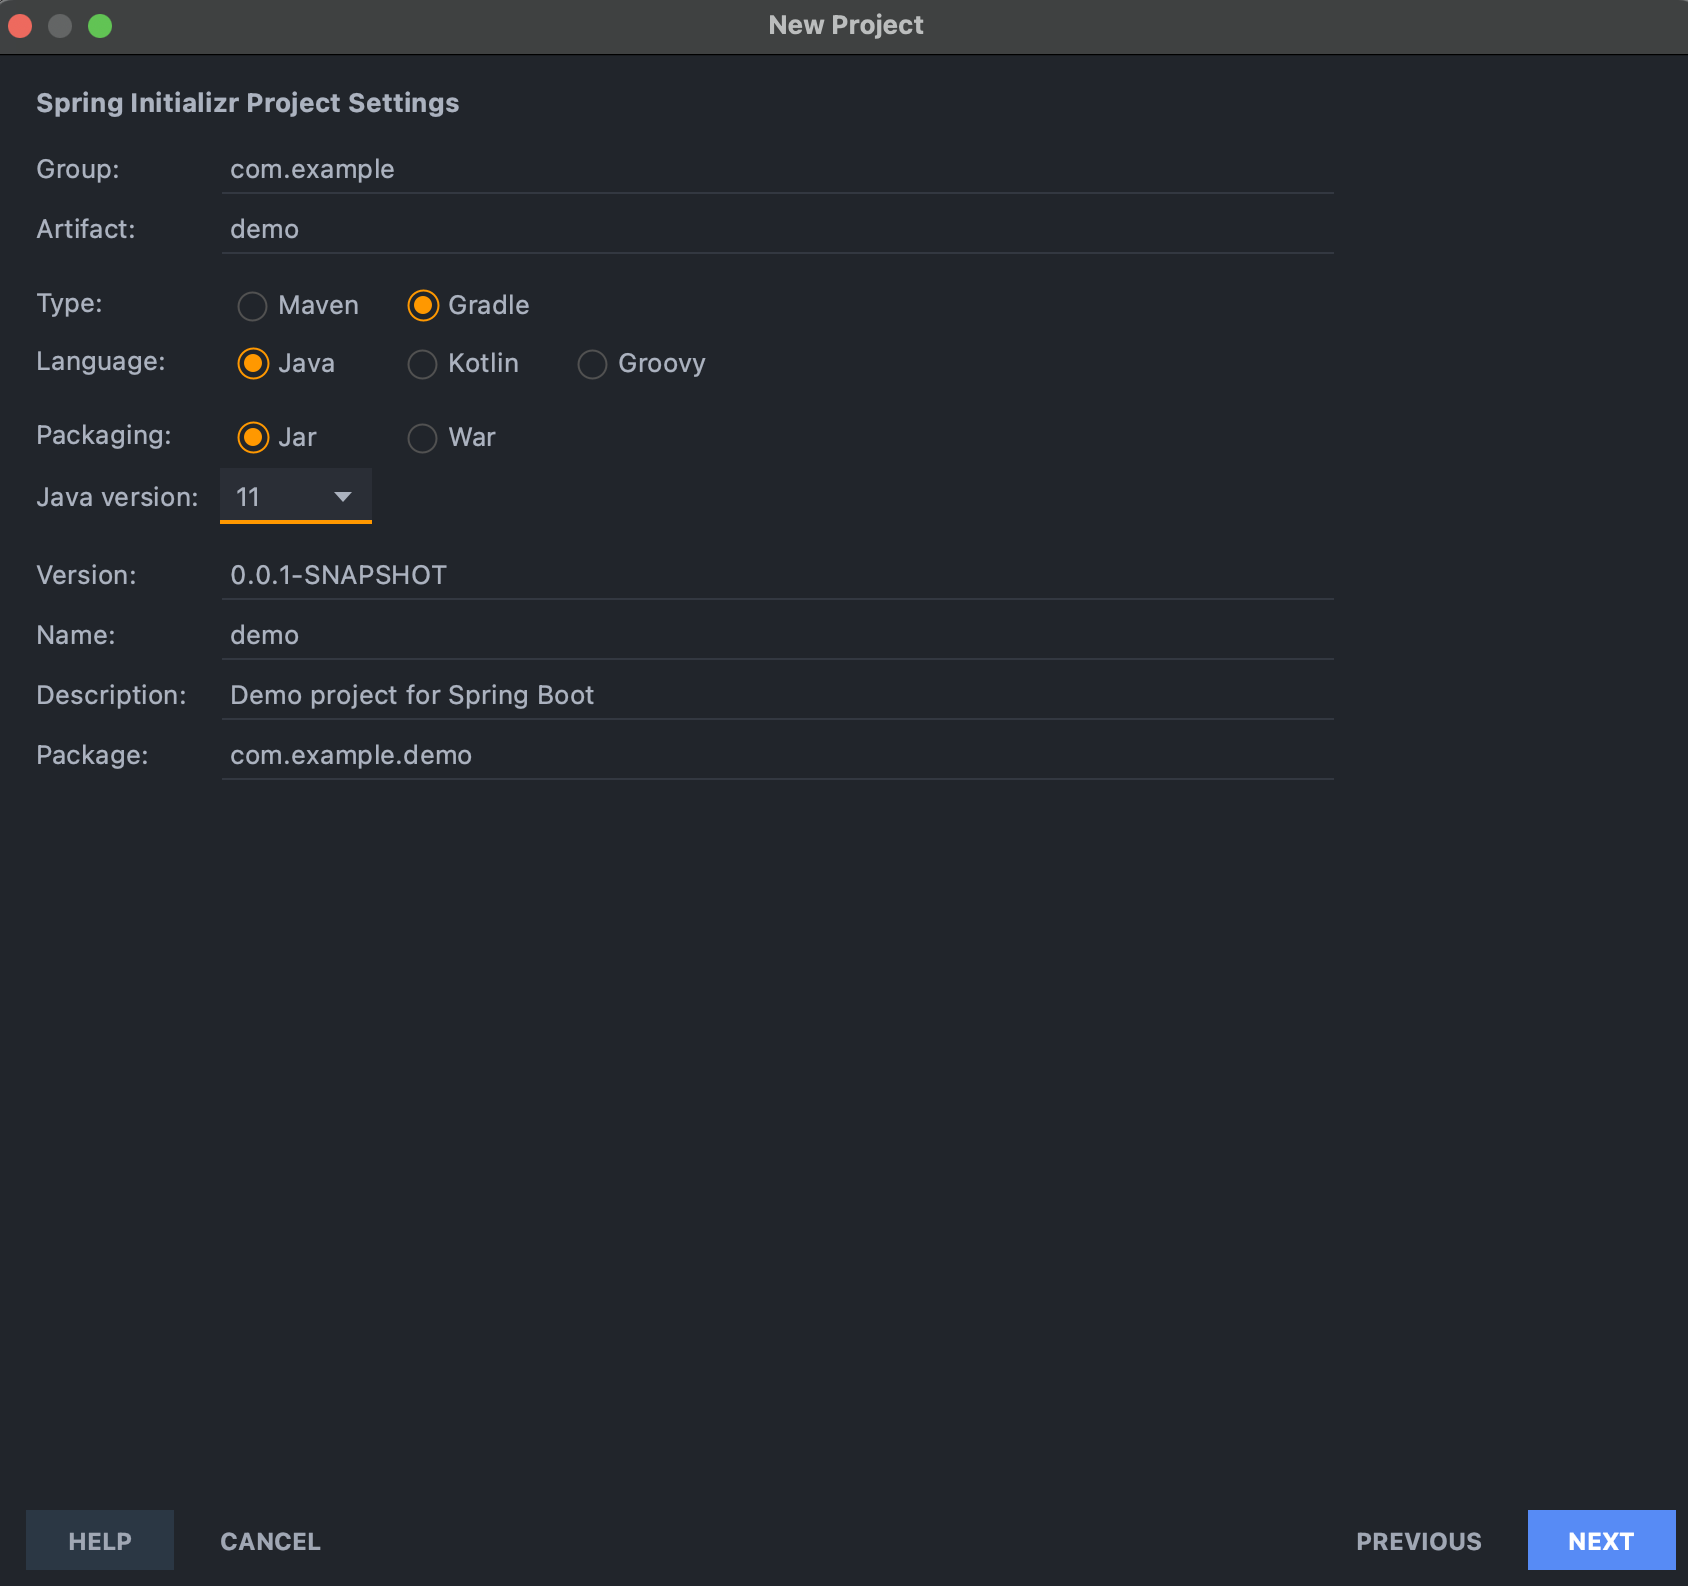 New Project
Spring Initializr Project Settings
Group: com.example
Artifact: demo
Type: Maven Gradle
Language: Java Kotlin Groovy
Packaging: Jar War
Java version: 11
Version: 0.0.1-SNAPSHOT
Name: demo
Description: Demo project for Spring Boot
Package: com.example.demo
HELP CANCEL PREVIOUS NEXT